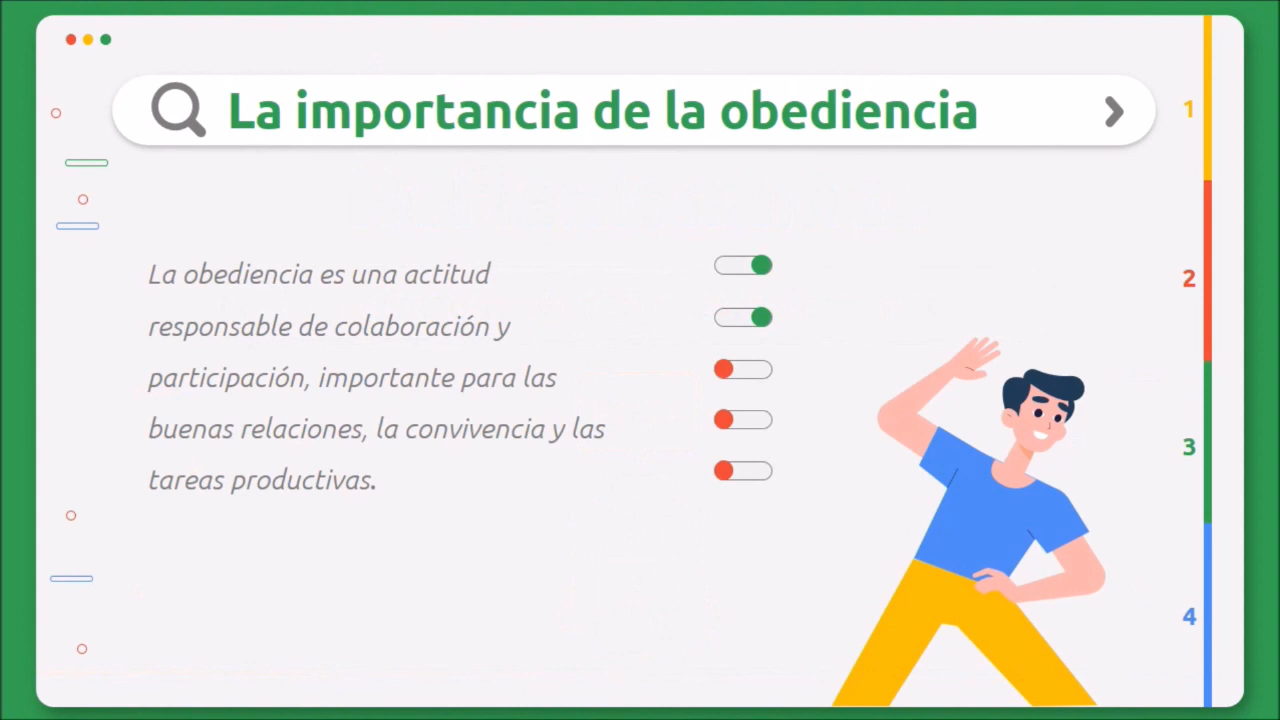 La importancia de la obediencia
La obediencia es una actitud
responsable de colaboración y
participación, importante para las
buenas relaciones, la convivencia y las
tareas productivas.
1
2
3
4